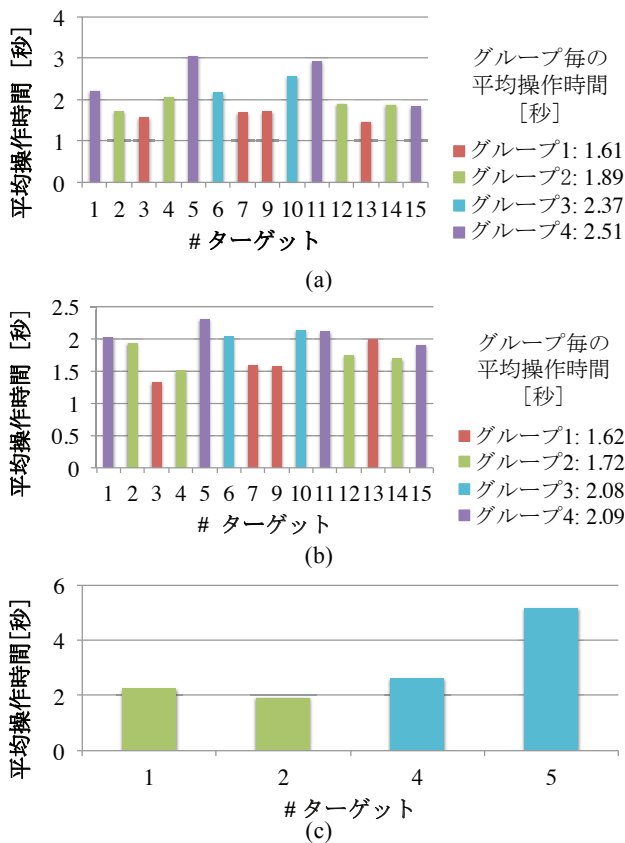 平均操作時間 [秒]
4
3
2
1
0
1 2 3 4 5 6 7 9 10 11 12 13 14 15
# ターゲット
グループ毎の
平均操作時間
[秒]
グループ1: 1.61
グループ2: 1.89
グループ3: 2.37
グループ4: 2.51
(a)
平均操作時間 [秒]
2.5
2
1.5
1
0.5
0
1 2 3 4 5 6 7 9 10 11 12 13 14 15
# ターゲット
グループ毎の
平均操作時間
[秒]
グループ1: 1.62
グループ2: 1.72
グループ3: 2.08
グループ4: 2.09
(b)
平均操作時間[秒]
6
4
2
0
1 2 4 5
# ターゲット
(c)